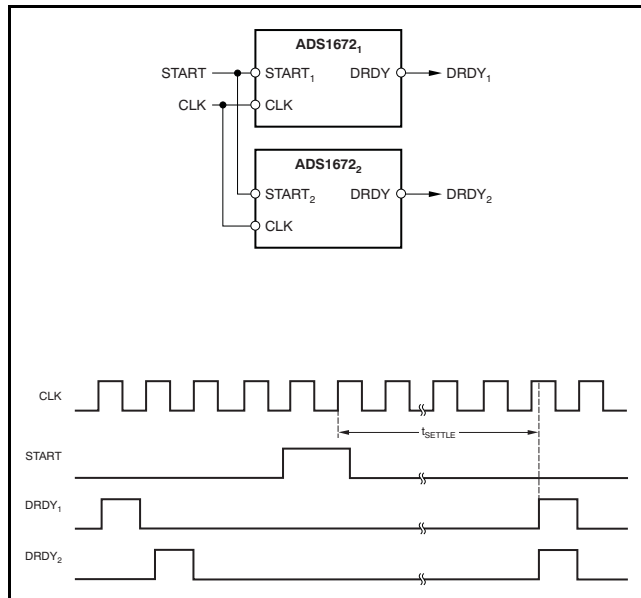 ADS1672₁
START
START₁
DRDY
DRDY₁
CLK
CLK
ADS1672₂
START₂
DRDY
DRDY₂
CLK
CLK
tSETTLE
START
DRDY₁
DRDY₂